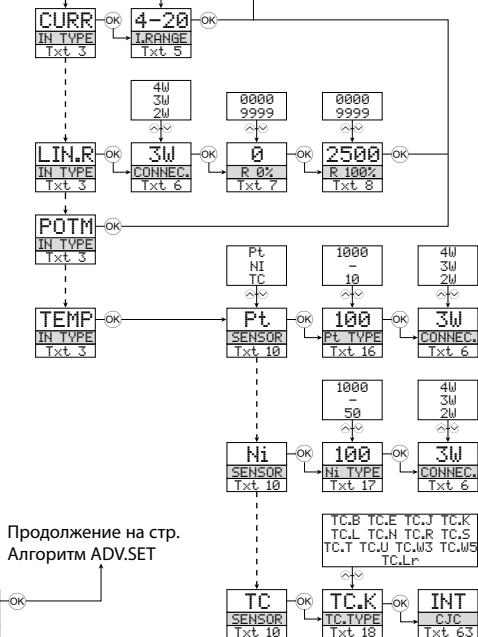 CURR OK 4-20 OK
IN TYPE I.RANGE
Txt 3 Txt 5
4W
3W
2W
0000
9999
0000
9999
LIN.R OK 3W OK 0 OK 2500 OK
IN TYPE CONNEC. R 0% R 100%
Txt 3 Txt 6 Txt 7 Txt 8
POTM OK
IN TYPE
Txt 3
Pt
NI
TC
1000
–
10
4W
3W
2W
TEMP OK Pt OK 100 OK 3W
IN TYPE SENSOR Pt TYPE CONNEC.
Txt 3 Txt 10 Txt 16 Txt 6
1000
–
50
4W
3W
2W
Ni OK 100 OK 3W
SENSOR Ni TYPE CONNEC.
Txt 10 Txt 17 Txt 6
Продолжение на стр.
Алгоритм ADV.SET
TC.B TC.E TC.J TC.K
TC.L TC.N TC.R TC.S
TC.T TC.U TC.W3 TC.W5
TC.Lr
OK TC OK TC.K OK INT
SENSOR TC.TYPE CJC
Txt 10 Txt 18 Txt 63